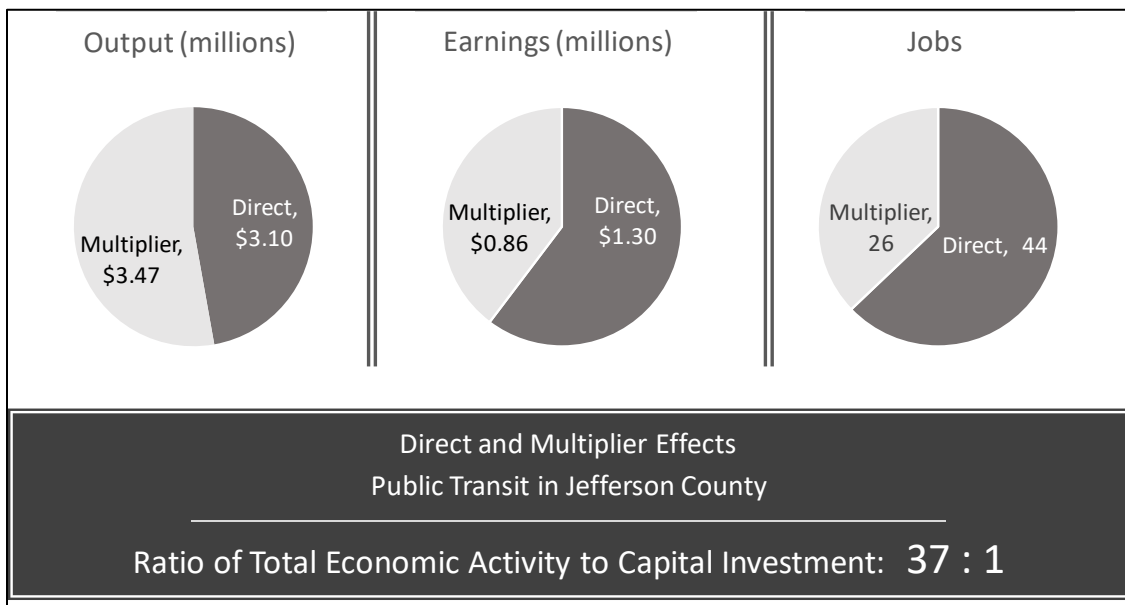 Output (millions)
Direct,
$3.10
Multiplier,
$3.47
Earnings (millions)
Multiplier,
$0.86
Direct,
$1.30
Jobs
Multiplier,
26
Direct, 44
Direct and Multiplier Effects
Public Transit in Jefferson County
Ratio of Total Economic Activity to Capital Investment: 37 : 1